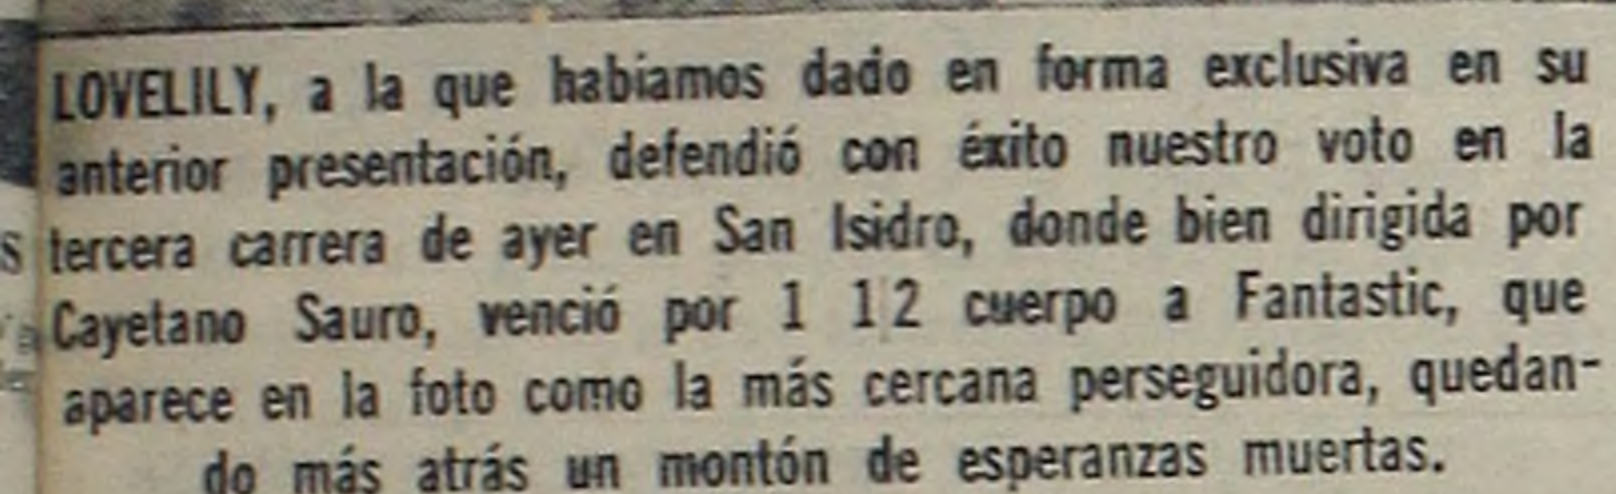 LOVELILY, a la que habiamos dado en forma exclusiva en su
anterior presentación, defendió con éxito nuestro voto en la
tercera carrera de ayer en San Isidro, donde bien dirigida por
Cayetano Sauro, venció por 1 1|2 cuerpo a Fantastic, que
aparece en la foto como la más cercana perseguidora, quedan-
do más atrás un montón de esperanzas muertas.